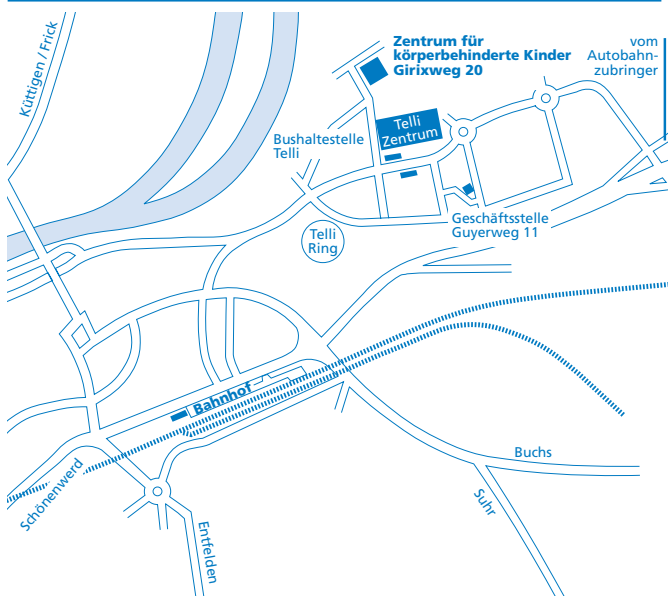 Küttigen / Frick
Zentrum für
körperbehinderte Kinder
Girixweg 20
vom
Autobahn-
zubringer
Telli
Zentrum
Bushaltestelle
Telli
Geschäftsstelle
Guyerweg 11
Telli
Ring
Bahnhof
Schönenwerd
Buchs
Suhr
Entfelden